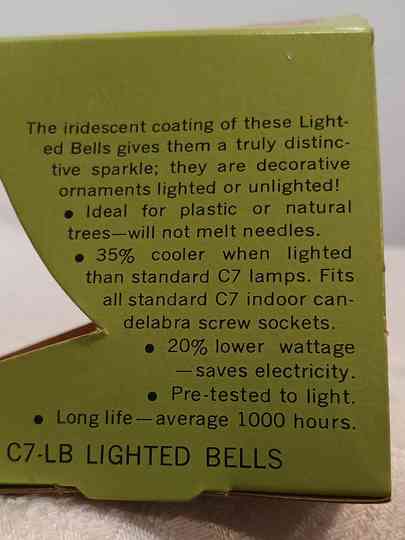 The iridescent coating of these Light-
ed Bells gives them a truly distinc-
tive sparkle; they are decorative
ornaments lighted or unlighted!
• Ideal for plastic or natural
trees—will not melt needles.
• 35% cooler when lighted
than standard C7 lamps. Fits
all standard C7 indoor can-
delabra screw sockets.
• 20% lower wattage
—saves electricity.
• Pre-tested to light.
• Long life—average 1000 hours.
C7-LB LIGHTED BELLS